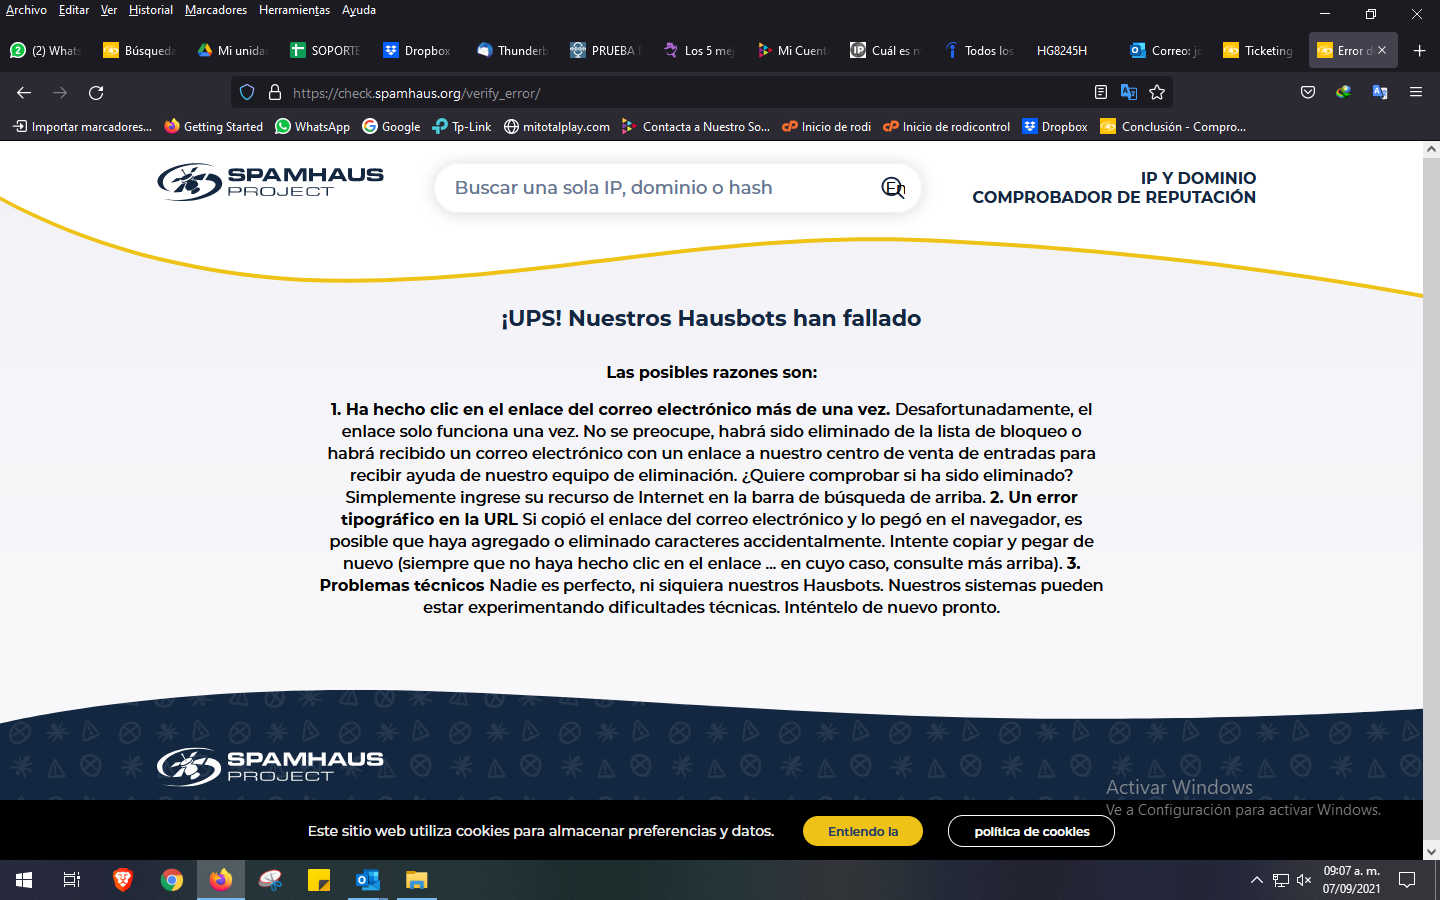 Archivo Editar Ver Historial Marcadores Herramientas Ayuda
(2) Whats Búsqueda Mi unidad SOPORTE Dropbox Thunderb PRUEBA D Los 5 mej Mi Cuent Cuál es m Todos los HG8245H Correo: jo Ticketing Error d
https://check.spamhaus.org/verify_error/
Importar marcadores... Getting Started WhatsApp Google Tp-Link mitotalplay.com Contacta a Nuestro So... Inicio de rodi Inicio de rodicontrol Dropbox Conclusión - Compro...
SPAMHAUS
PROJECT
Buscar una sola IP, dominio o hash
En
IP Y DOMINIO
COMPROBADOR DE REPUTACIÓN
¡UPS! Nuestros Hausbots han fallado
Las posibles razones son:
1. Ha hecho clic en el enlace del correo electrónico más de una vez. Desafortunadamente, el
enlace solo funciona una vez. No se preocupe, habrá sido eliminado de la lista de bloqueo o
habrá recibido un correo electrónico con un enlace a nuestro centro de venta de entradas para
recibir ayuda de nuestro equipo de eliminación. ¿Quiere comprobar si ha sido eliminado?
Simplemente ingrese su recurso de Internet en la barra de búsqueda de arriba. 2. Un error
tipográfico en la URL Si copió el enlace del correo electrónico y lo pegó en el navegador, es
posible que haya agregado o eliminado caracteres accidentalmente. Intente copiar y pegar de
nuevo (siempre que no haya hecho clic en el enlace ... en cuyo caso, consulte más arriba). 3.
Problemas técnicos Nadie es perfecto, ni siquiera nuestros Hausbots. Nuestros sistemas pueden
estar experimentando dificultades técnicas. Inténtelo de nuevo pronto.
SPAMHAUS
PROJECT
Activar Windows
Ve a Configuración para activar Windows.
Este sitio web utiliza cookies para almacenar preferencias y datos. Entiendo la política de cookies
09:07 a. m.
07/09/2021